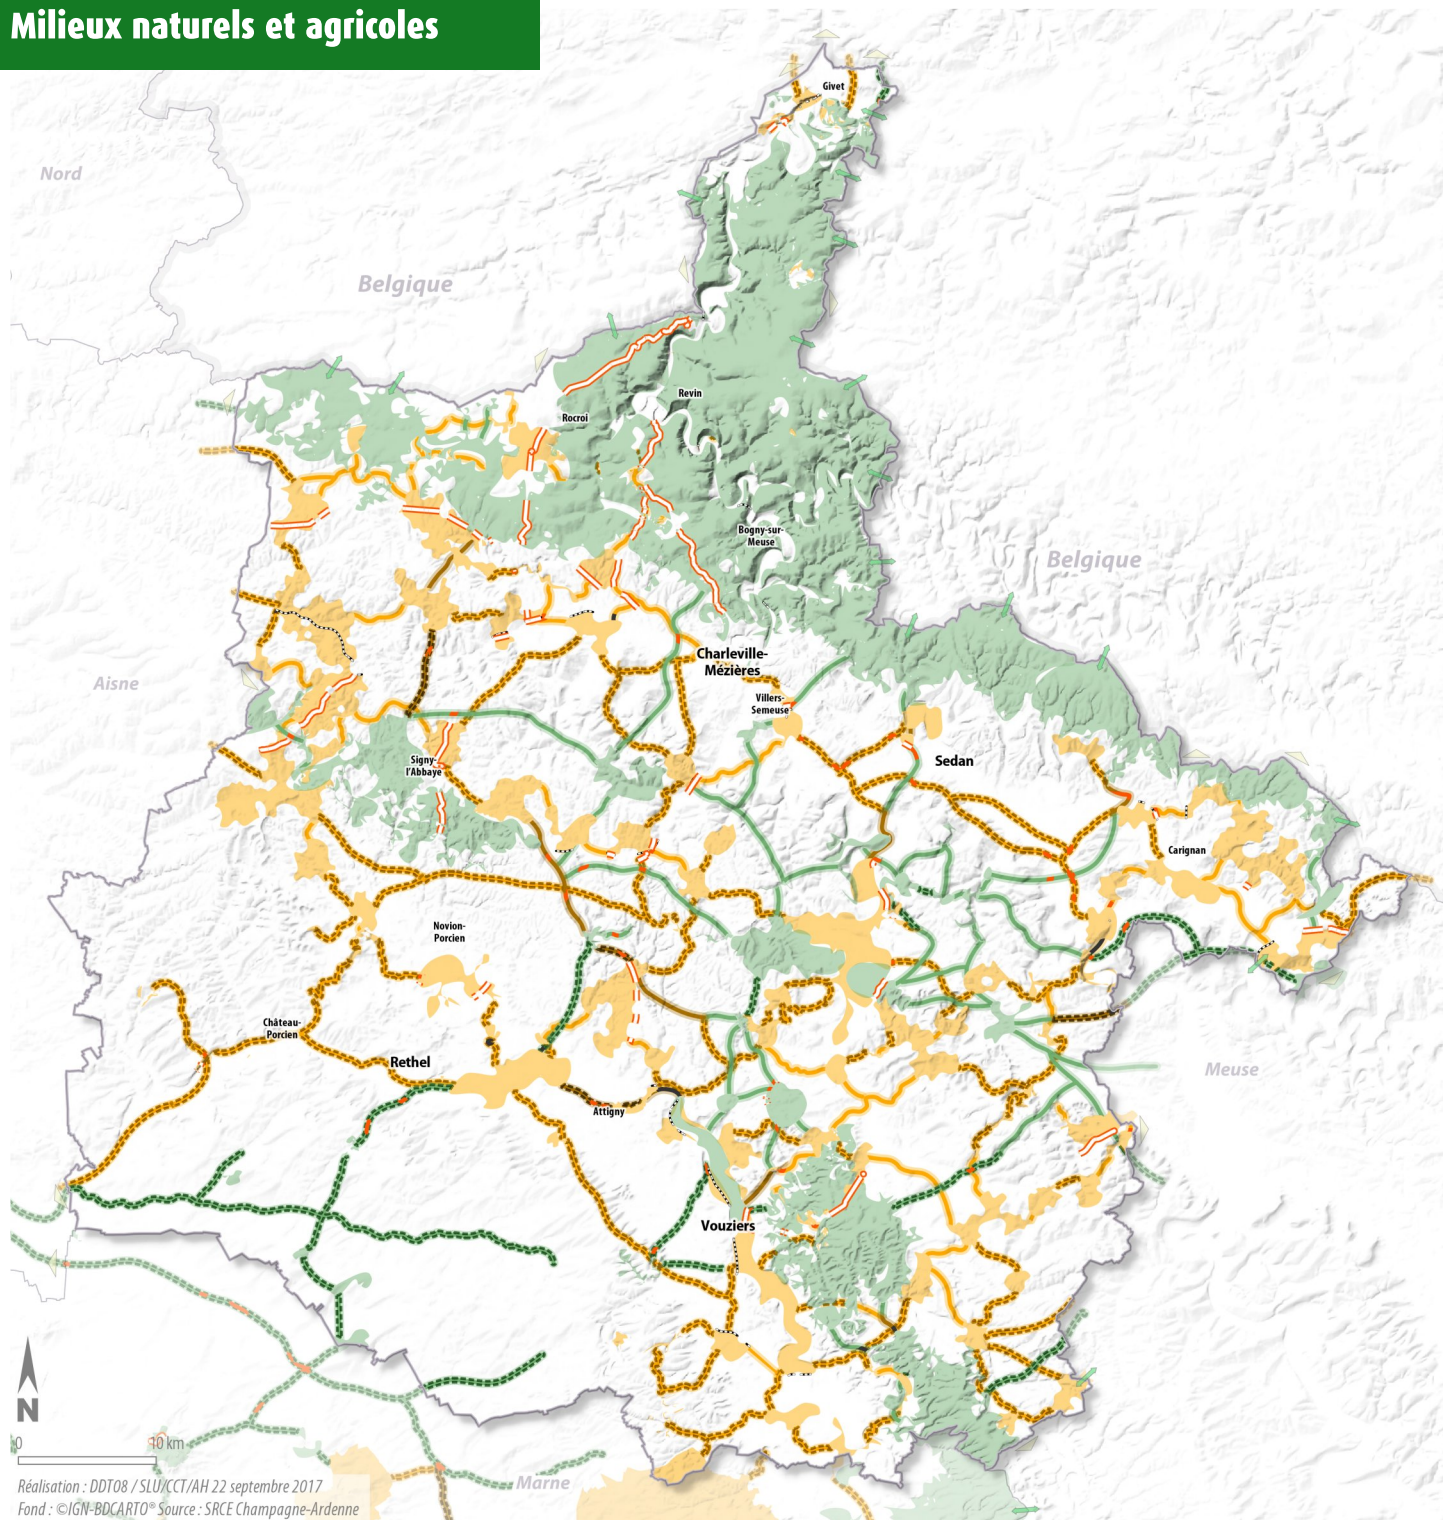 Milieux naturels et agricoles
Givet
Nord
Belgique
Revin
Rocroi
Bogny-sur-
Meuse
Belgique
Charleville-
Mézières
Aisne
Villers-
Semeuse
Signy-
l'Abbaye
Sedan
Carignan
Novion-
Porcien
Château-
Porcien
Rethel
Meuse
Attigny
Vouziers
N
0 10 km
Marne
Réalisation : DDT08 / SLU/CCT/AH 22 septembre 2017
Fond : ©IGN-BDCARTO® Source : SRCE Champagne-Ardenne